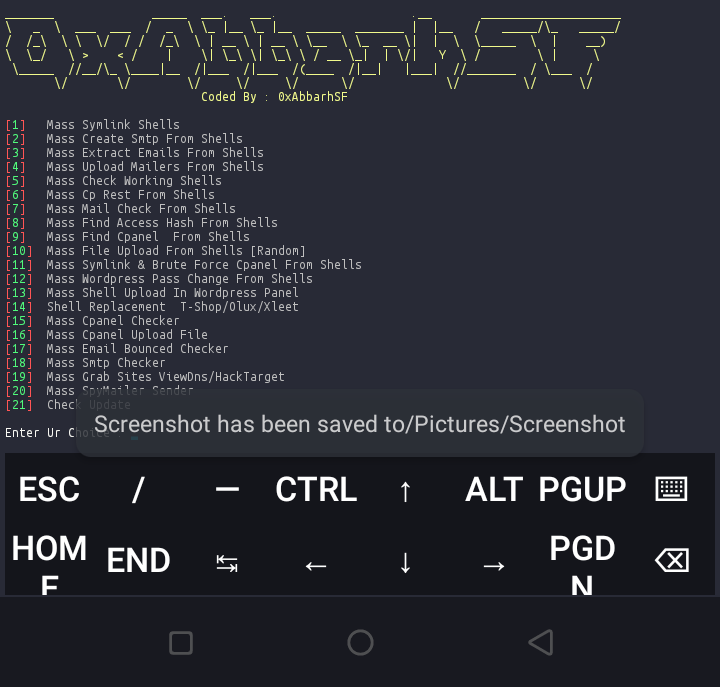 Coded By : 0xAbbarhSF
[1] Mass Symlink Shells
[2] Mass Create Smtp From Shells
[3] Mass Extract Emails From Shells
[4] Mass Upload Mailers From Shells
[5] Mass Check Working Shells
[6] Mass Cp Rest From Shells
[7] Mass Mail Check From Shells
[8] Mass Find Access Hash From Shells
[9] Mass Find Cpanel From Shells
[10] Mass File Upload From Shells [Random]
[11] Mass Symlink & Brute Force Cpanel From Shells
[12] Mass Wordpress Pass Change From Shells
[13] Mass Shell Upload In Wordpress Panel
[14] Shell Replacement T-Shop/Olux/Xleet
[15] Mass Cpanel Checker
[16] Mass Cpanel Upload File
[17] Mass Email Bounced Checker
[18] Mass Smtp Checker
[19] Mass Grab Sites ViewDns/HackTarget
[20] Mass SpyMailer Sender
[21] Check Update
Screenshot has been saved to/Pictures/Screenshot
Enter Ur Choice
ESC / — CTRL ↑ ALT PGUP
HOME END ↹ ← ↓ → PGDN